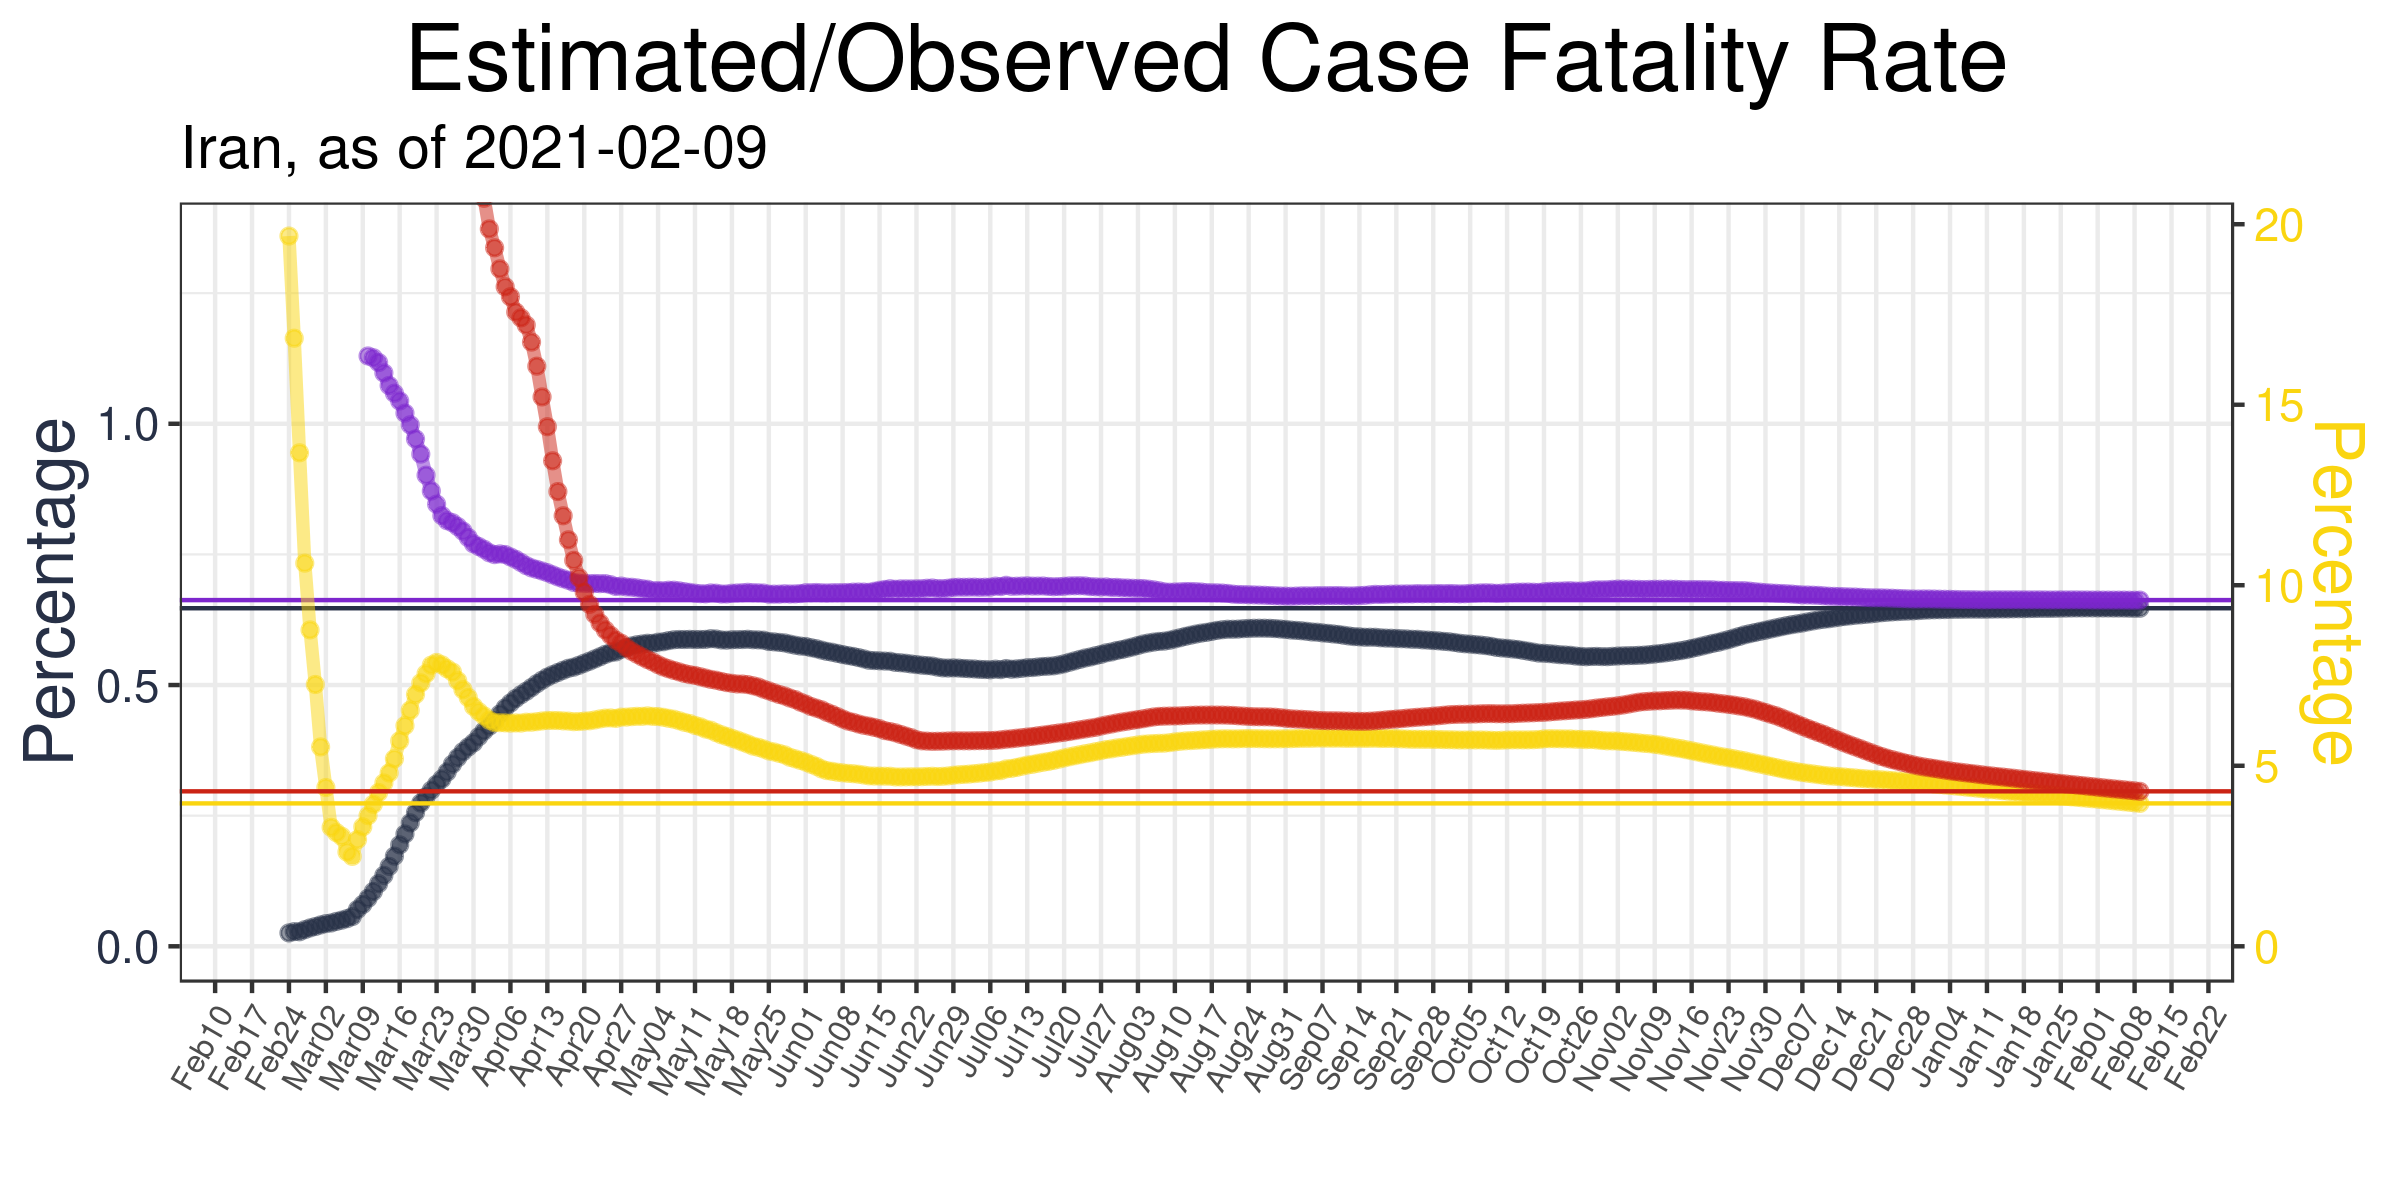 Estimated/Observed Case Fatality Rate
Iran, as of 2021-02-09
Percentage
1.0
0.5
0.0
20
15
10
5
0
Percentage
Feb10
Feb17
Feb24
Mar02
Mar09
Mar16
Mar23
Mar30
Apr06
Apr13
Apr20
Apr27
May04
May11
May18
May25
Jun01
Jun08
Jun15
Jun22
Jun29
Jul06
Jul13
Jul20
Jul27
Aug03
Aug10
Aug17
Aug24
Aug31
Sep07
Sep14
Sep21
Sep28
Oct05
Oct12
Oct19
Oct26
Nov02
Nov09
Nov16
Nov23
Nov30
Dec07
Dec14
Dec21
Dec28
Jan04
Jan11
Jan18
Jan25
Feb01
Feb08
Feb15
Feb22